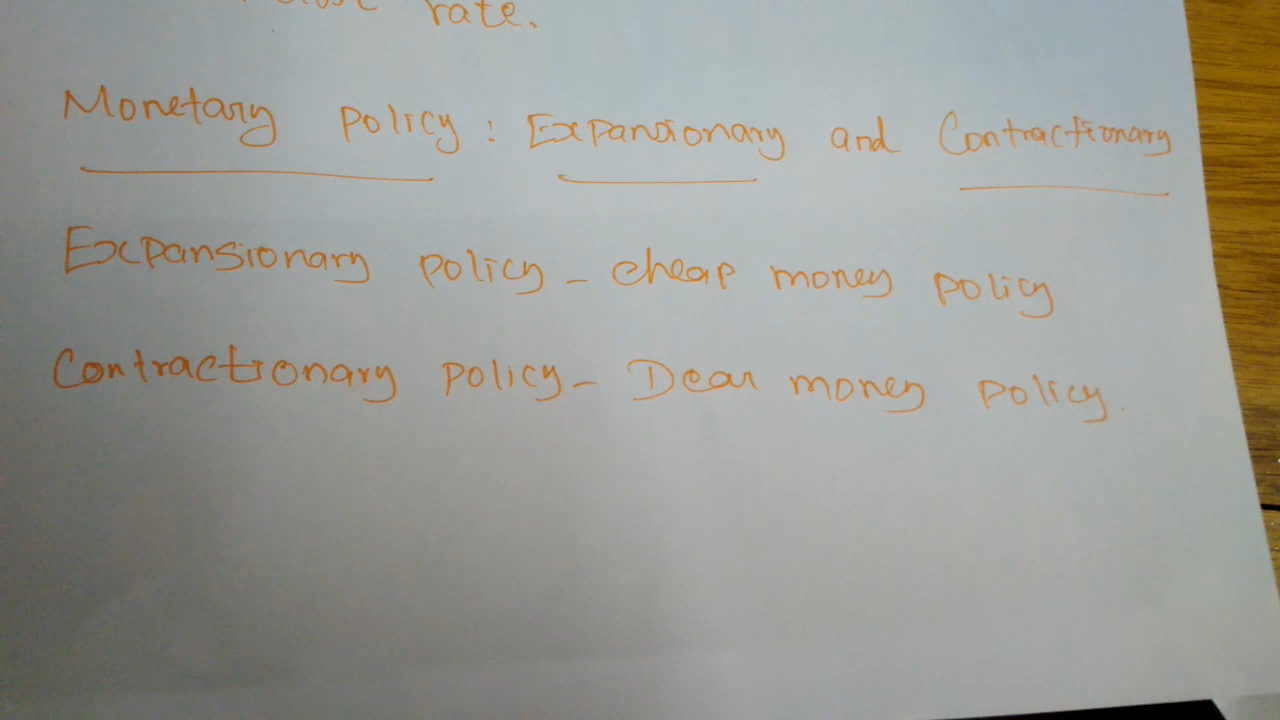 rate.
Monetary policy : Expansionary and Contractionary
Expansionary policy - cheap money policy
Contractionary policy - Dear money policy.